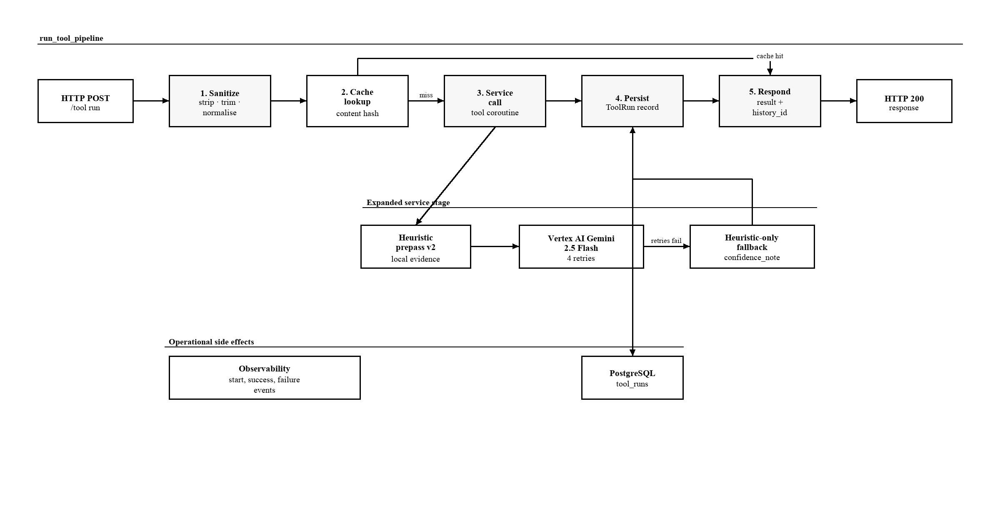 run_tool_pipeline
cache hit
HTTP POST
/tool run
1. Sanitize
strip · trim ·
normalise
2. Cache
lookup
content hash
miss
3. Service
call
tool coroutine
4. Persist
ToolRun record
5. Respond
result +
history_id
HTTP 200
response
Expanded service stage
Heuristic
prepass v2
local evidence
Vertex AI Gemini
2.5 Flash
4 retries
retries fail
Heuristic-only
fallback
confidence_note
Operational side effects
Observability
start, success, failure
events
PostgreSQL
tool_runs